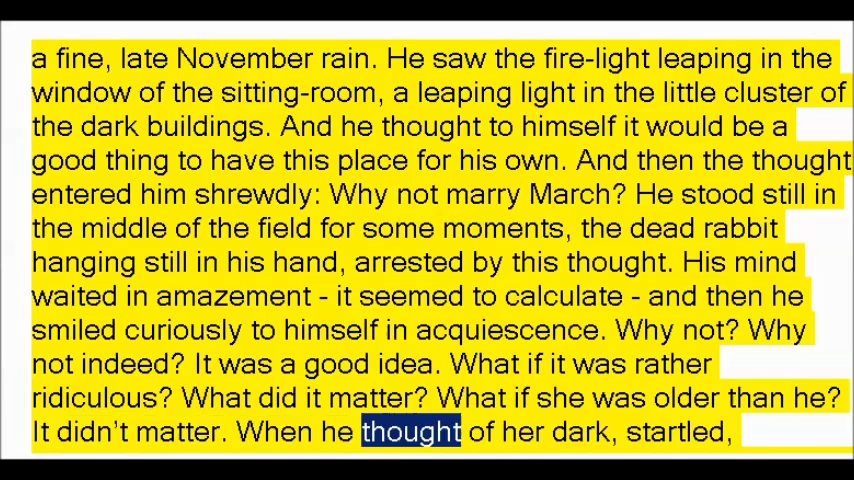 a fine, late November rain. He saw the fire-light leaping in the
window of the sitting-room, a leaping light in the little cluster of
the dark buildings. And he thought to himself it would be a
good thing to have this place for his own. And then the thought
entered him shrewdly: Why not marry March? He stood still in
the middle of the field for some moments, the dead rabbit
hanging still in his hand, arrested by this thought. His mind
waited in amazement - it seemed to calculate - and then he
smiled curiously to himself in acquiescence. Why not? Why
not indeed? It was a good idea. What if it was rather
ridiculous? What did it matter? What if she was older than he?
It didn’t matter. When he thought of her dark, startled,